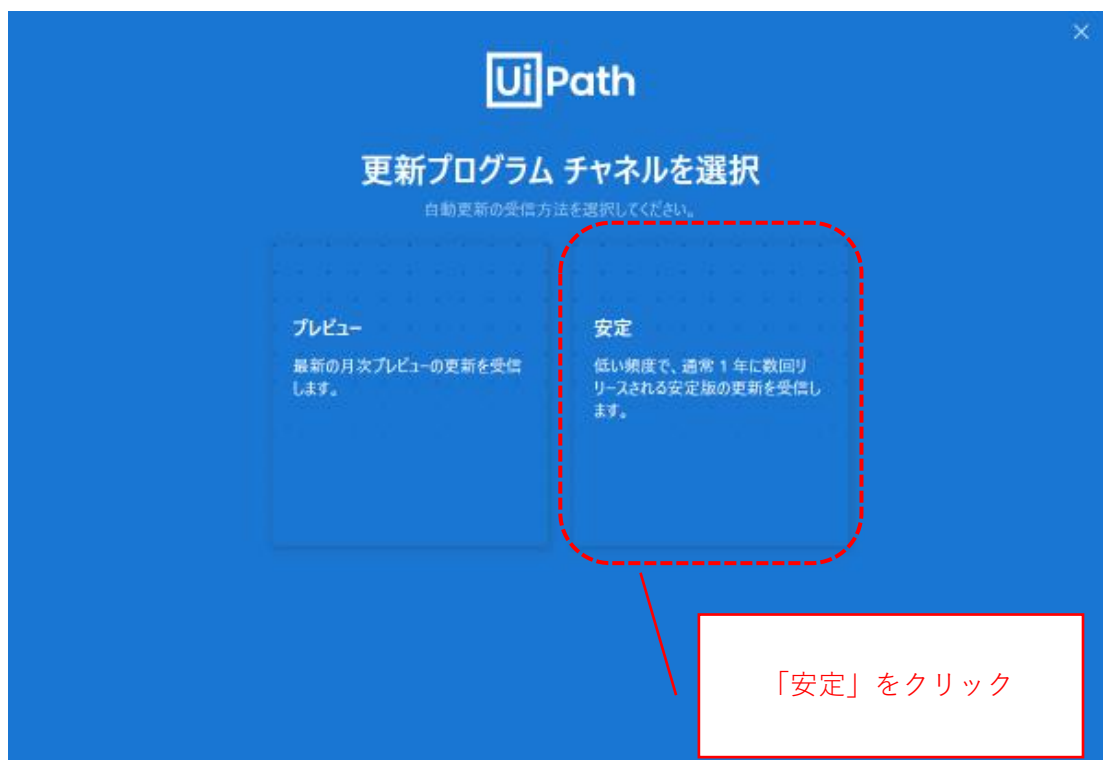 UiPath
更新プログラム チャネルを選択
自動更新の受信方法を選択してください。
プレビュー
最新の月次プレビューの更新を受信
します。
安定
低い頻度で、通常 1 年に数回リ
リースされる安定版の更新を受信し
ます。
「安定」をクリック